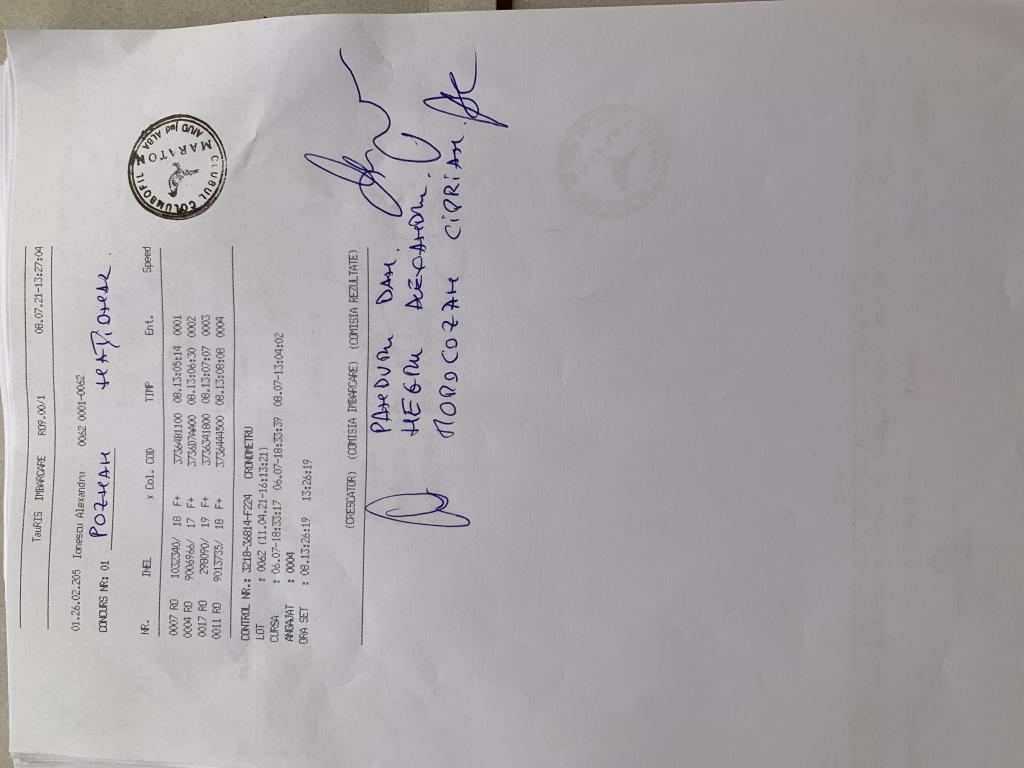 TauRIS IMBARCARE R09.00/1 08.07.21-13:27:04
01.26.02.205 Ionescu Alexandru 0062 0001-0062
CONCURS NR: 01 POZNAN NAȚIONAL.
NR. INEL x Col. COD TIMP Ent. Speed
0007 RO 1032340/ 18 F+ 3736481100 08.13:05:14 0001
0004 RO 9006966/ 17 F+ 3736074400 08.13:06:30 0002
0017 RO 298090/ 19 F+ 3736341800 08.13:07:07 0003
0011 RO 9013735/ 18 F+ 3736444500 08.13:08:08 0004
CONTROL NR.: 3218-36814-F224 CRONOMETRU
LOT : 0062 (11.04.21-16:13:21)
CURSA : 06.07-18:33:17 06.07-18:33:39 08.07-13:04:02
ANGAJAT : 0004
ORA SET : 08.13:26:19 13:26:19
(CRESCATOR) (COMISIA IMBARCARE) (COMISIA REZULTATE)
PANDURU DAN.
NEGRU ALEXANDRU.
MORDCOZAN CIPRIAN.
CLUBUL COLUMBOFIL
MARATON
AIUD jud ALBA